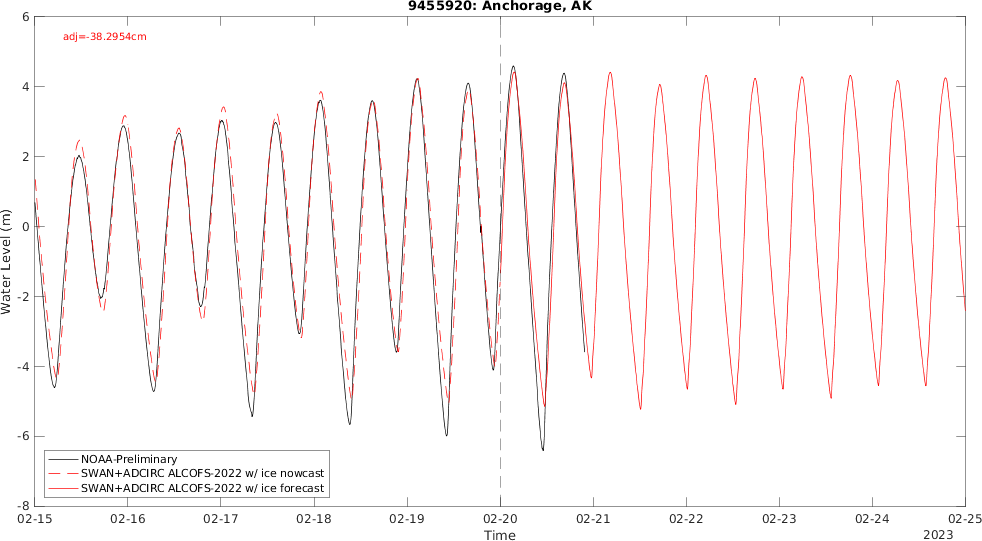 9455920: Anchorage, AK
adj=-38.2954cm
Water Level (m)
6
4
2
0
-2
-4
-6
-8
NOAA-Preliminary
SWAN+ADCIRC ALCOFS-2022 w/ ice nowcast
SWAN+ADCIRC ALCOFS-2022 w/ ice forecast
02-15 02-16 02-17 02-18 02-19 02-20 02-21 02-22 02-23 02-24 02-25
Time
2023